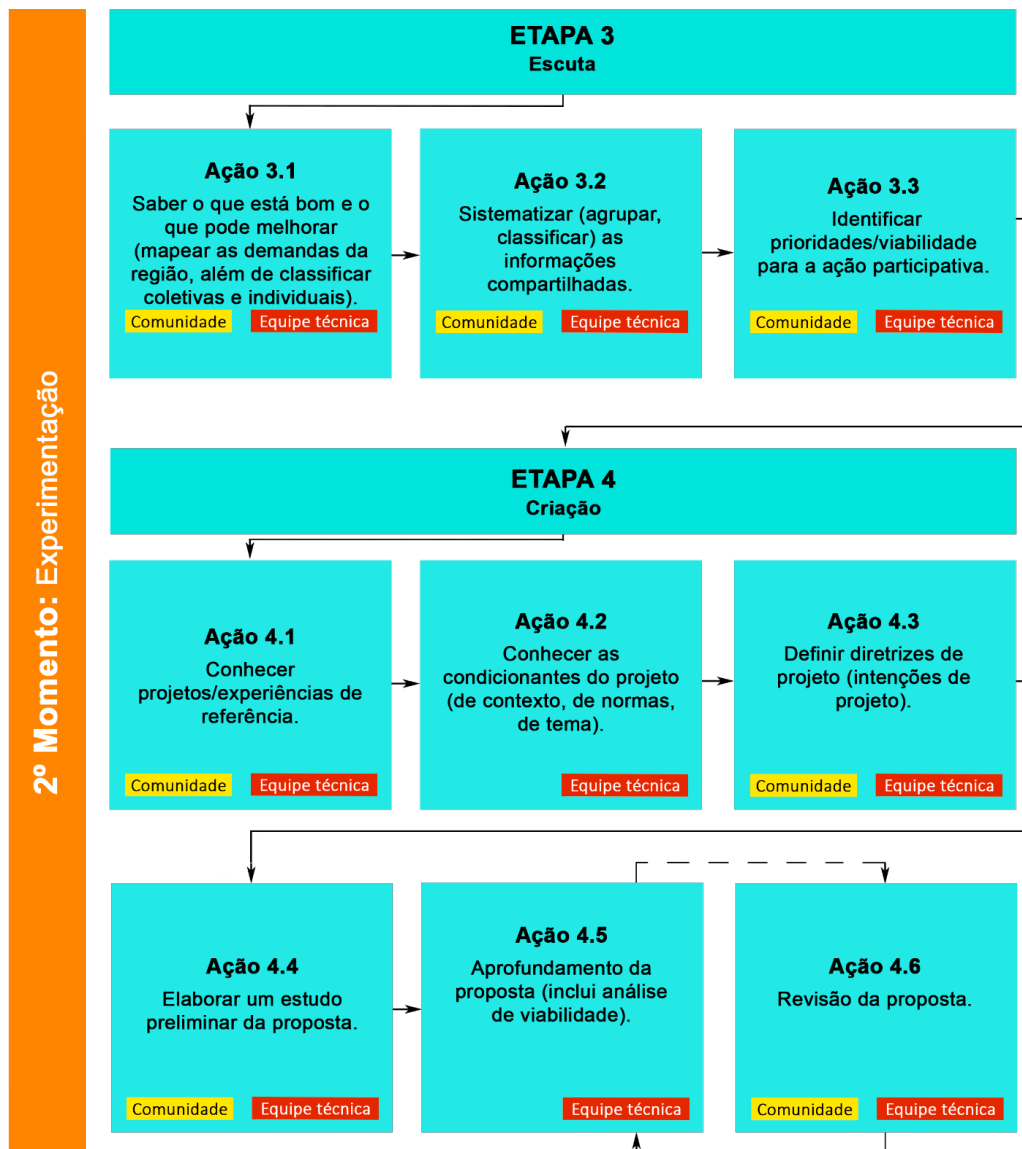 2º Momento: Experimentação
ETAPA 3
Escuta
Ação 3.1
Saber o que está bom e o
que pode melhorar
(mapear as demandas da
região, além de classificar
coletivas e individuais).
Comunidade
Equipe técnica
Ação 3.2
Sistematizar (agrupar,
classificar) as
informações
compartilhadas.
Comunidade
Equipe técnica
Ação 3.3
Identificar
prioridades/viabilidade
para a ação participativa.
Comunidade
Equipe técnica
ETAPA 4
Criação
Ação 4.1
Conhecer
projetos/experiências de
referência.
Comunidade
Equipe técnica
Ação 4.2
Conhecer as
condicionantes do projeto
(de contexto, de normas,
de tema).
Equipe técnica
Ação 4.3
Definir diretrizes de
projeto (intenções de
projeto).
Comunidade
Equipe técnica
Ação 4.4
Elaborar um estudo
preliminar da proposta.
Comunidade
Equipe técnica
Ação 4.5
Aprofundamento da
proposta (inclui análise
de viabilidade).
Equipe técnica
Ação 4.6
Revisão da proposta.
Comunidade
Equipe técnica